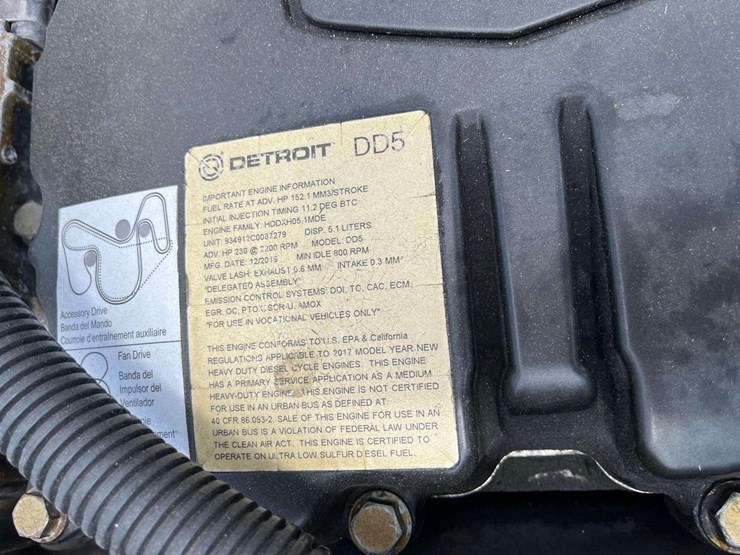 DETROIT DD5
IMPORTANT ENGINE INFORMATION
FUEL RATE AT ADV. HP 152.1 MM3/STROKE
INITIAL INJECTION TIMING 11.2 DEG BTC
ENGINE FAMILY: HDDXH05.1MDE
UNIT: 934912C0037279 DISP. 5.1 LITERS
ADV. HP 230 @ 2200 RPM MODEL: DD5
MFG. DATE: 12/2016 MIN IDLE 800 RPM
VALVE LASH: EXHAUST 0.6 MM INTAKE 0.3 MM
"DELEGATED ASSEMBLY"
EMISSION CONTROL SYSTEMS: DDI, TC, CAC, ECM,
EGR, OC, PTOX, SCR-U, AMOX
"FOR USE IN VOCATIONAL VEHICLES ONLY"
THIS ENGINE CONFORMS TO U.S. EPA & California
REGULATIONS APPLICABLE TO 2017 MODEL YEAR NEW
HEAVY DUTY DIESEL CYCLE ENGINES. THIS ENGINE
HAS A PRIMARY SERVICE APPLICATION AS A MEDIUM
HEAVY-DUTY ENGINE. THIS ENGINE IS NOT CERTIFIED
FOR USE IN AN URBAN BUS AS DEFINED AT
40 CFR 86.093-2. SALE OF THIS ENGINE FOR USE IN AN
URBAN BUS IS A VIOLATION OF FEDERAL LAW UNDER
THE CLEAN AIR ACT. THIS ENGINE IS CERTIFIED TO
OPERATE ON ULTRA LOW SULFUR DIESEL FUEL.
Accessory Drive
Banda del Mando
Courroie d'entraînement auxiliaire
Fan Drive
Banda del
Impulsor del
Ventilador